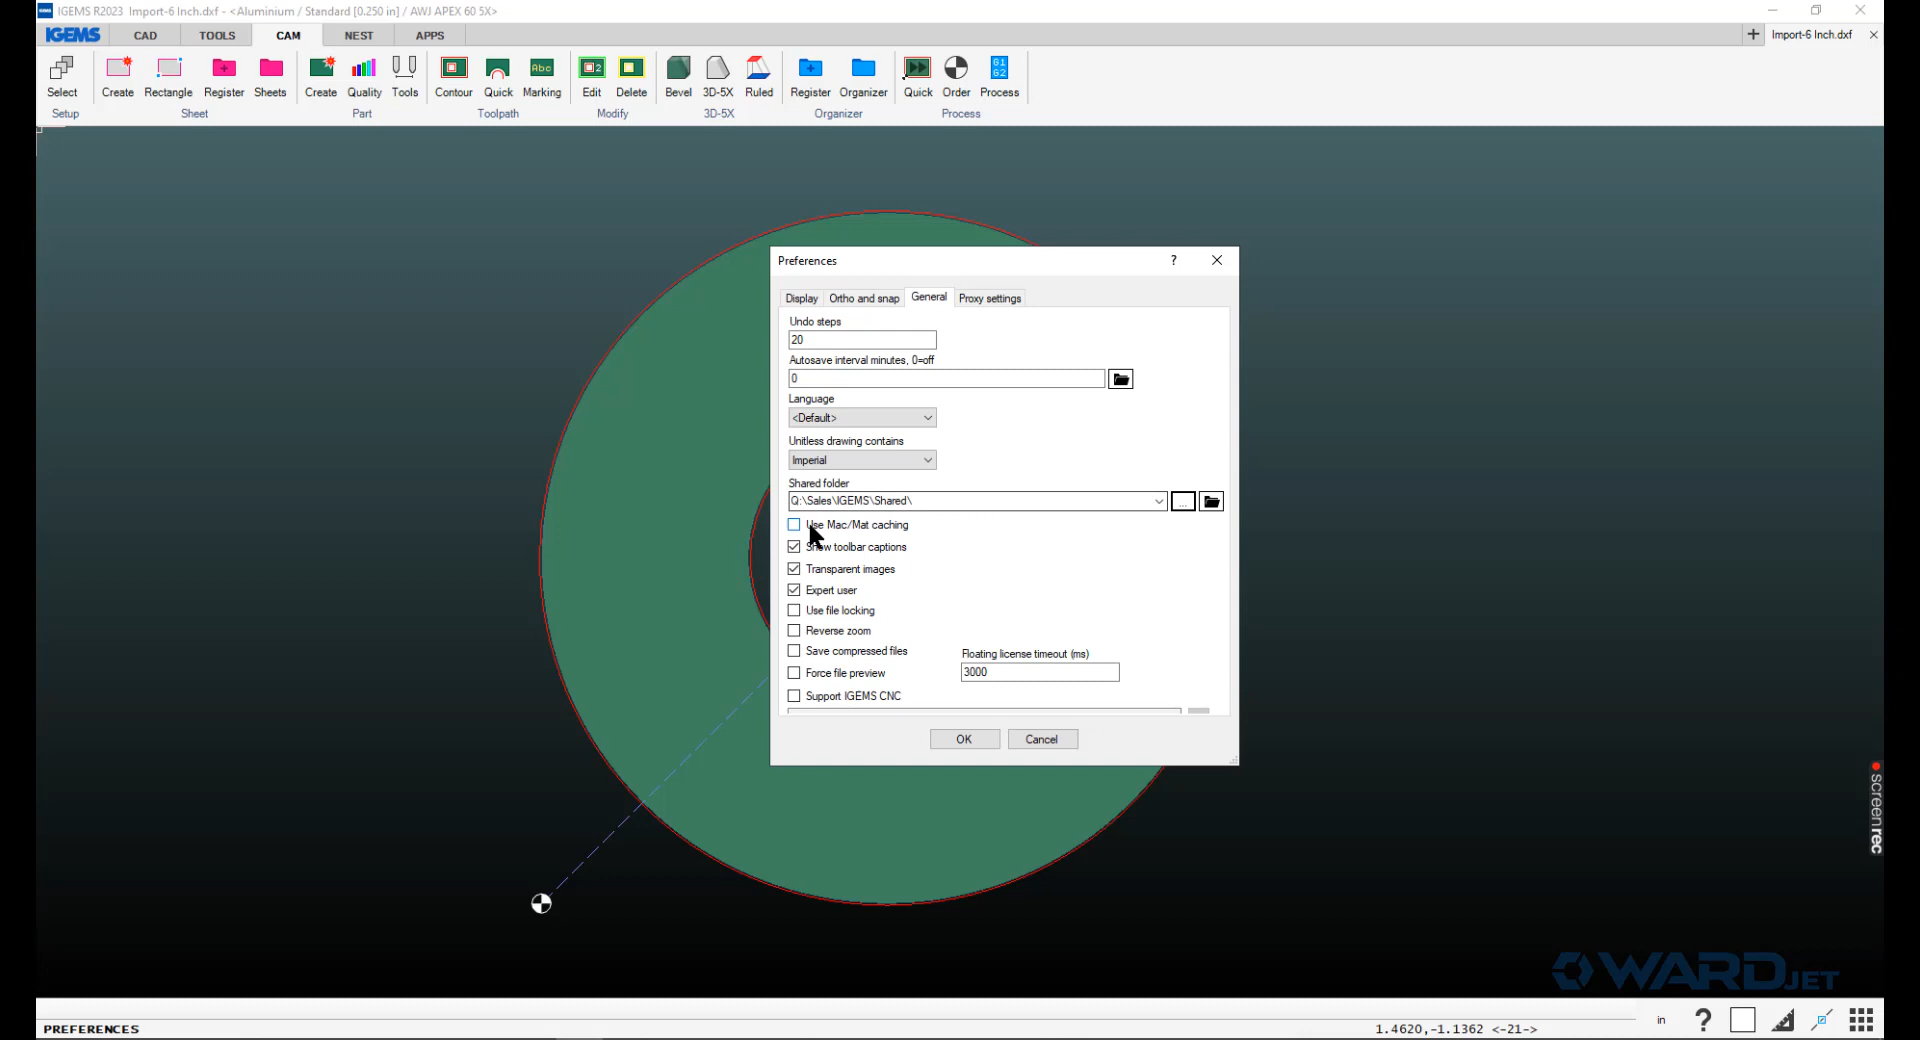 IGEMS R2023 Import-6 Inch.dxf - <Aluminium / Standard [0.250 in] / AWJ APEX 60 5X>
IGEMS CAD TOOLS CAM NEST APPS
Import-6 Inch.dxf
Select Create Rectangle Register Sheets Create Quality Tools Contour Quick Marking Edit Delete Bevel 3D-5X Ruled Register Organizer Quick Order Process
Setup Sheet Part Toolpath Modify 3D-5X Organizer Process
Abc
G1
G2
Preferences
Display Ortho and snap General Proxy settings
Undo steps
20
Autosave interval minutes, 0=off
0
Language
<Default>
Unitless drawing contains
Imperial
Shared folder
Q:\Sales\IGEMS\Shared\
...
Use Mac/Mat caching
Show toolbar captions
Transparent images
Expert user
Use file locking
Reverse zoom
Save compressed files
Floating license timeout (ms)
Force file preview
3000
Support IGEMS CNC
OK Cancel
screenrec
WARDJET
PREFERENCES
1.4620,-1.1362 <-21->
in